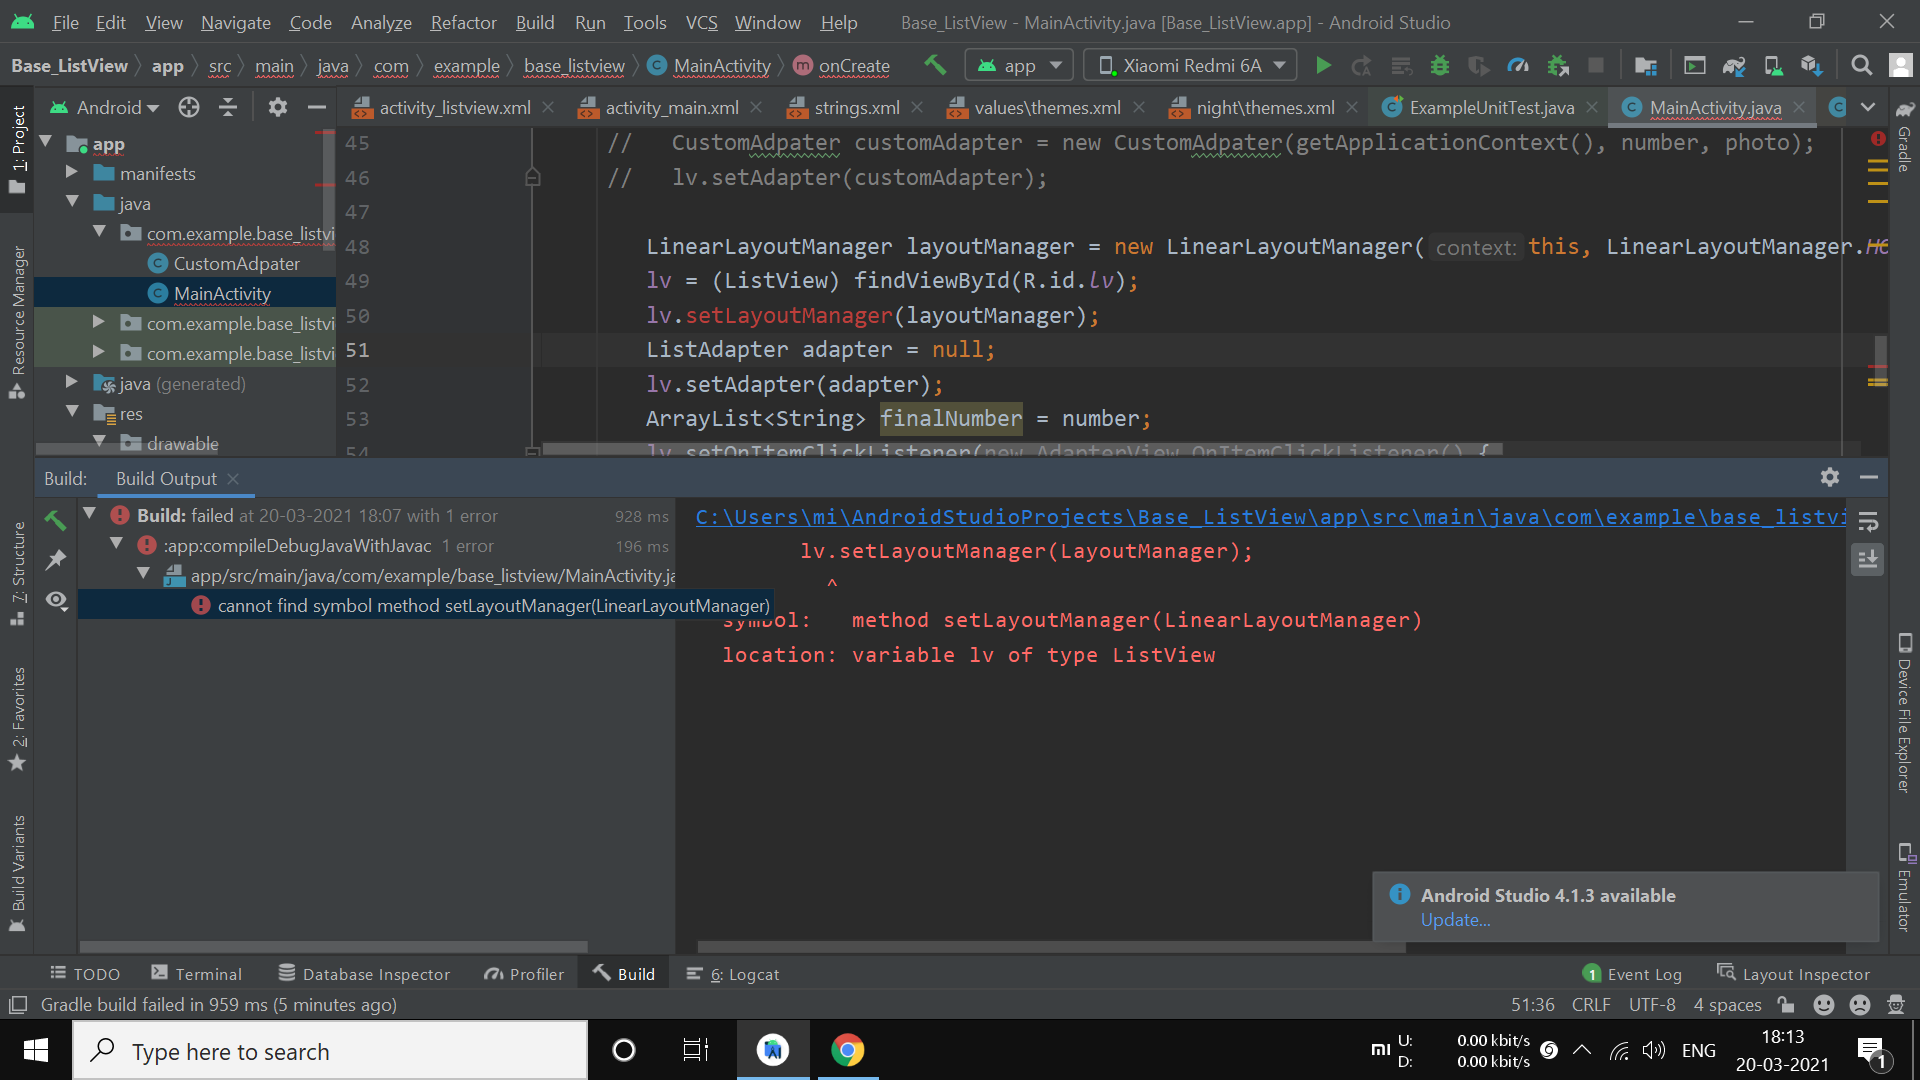 File Edit View Navigate Code Analyze Refactor Build Run Tools VCS Window Help Base_ListView - MainActivity.java [Base_ListView.app] - Android Studio
Base_ListView app src main java com example base_listview MainActivity onCreate app Xiaomi Redmi 6A
Android activity_listview.xml activity_main.xml strings.xml values\themes.xml night\themes.xml ExampleUnitTest.java MainActivity.java
1: Project
Resource Manager
7: Structure
2: Favorites
Build Variants
app
manifests
java
com.example.base_listvi
CustomAdpater
MainActivity
com.example.base_listvi
com.example.base_listvi
java (generated)
res
drawable
45 // CustomAdpater customAdapter = new CustomAdpater(getApplicationContext(), number, photo);
46 // lv.setAdapter(customAdapter);
47
48 LinearLayoutManager layoutManager = new LinearLayoutManager( context: this, LinearLayoutManager.HO
49 lv = (ListView) findViewById(R.id.lv);
50 lv.setLayoutManager(layoutManager);
51 ListAdapter adapter = null;
52 lv.setAdapter(adapter);
53 ArrayList<String> finalNumber = number;
54 lv.setOnItemClickListener(new AdapterView.OnItemClickListener() {
Gradle
Device File Explorer
Emulator
Build: Build Output
Build: failed at 20-03-2021 18:07 with 1 error 928 ms
:app:compileDebugJavaWithJavac 1 error 196 ms
app/src/main/java/com/example/base_listview/MainActivity.ja
cannot find symbol method setLayoutManager(LinearLayoutManager)
C:\Users\mi\AndroidStudioProjects\Base_ListView\app\src\main\java\com\example\base_listvi
lv.setLayoutManager(LayoutManager);
^
symbol: method setLayoutManager(LinearLayoutManager)
location: variable lv of type ListView
Android Studio 4.1.3 available
Update...
TODO Terminal Database Inspector Profiler Build 6: Logcat 1 Event Log Layout Inspector
Gradle build failed in 959 ms (5 minutes ago) 51:36 CRLF UTF-8 4 spaces
Type here to search
U: 0.00 kbit/s
D: 0.00 kbit/s
ENG
18:13
20-03-2021
1